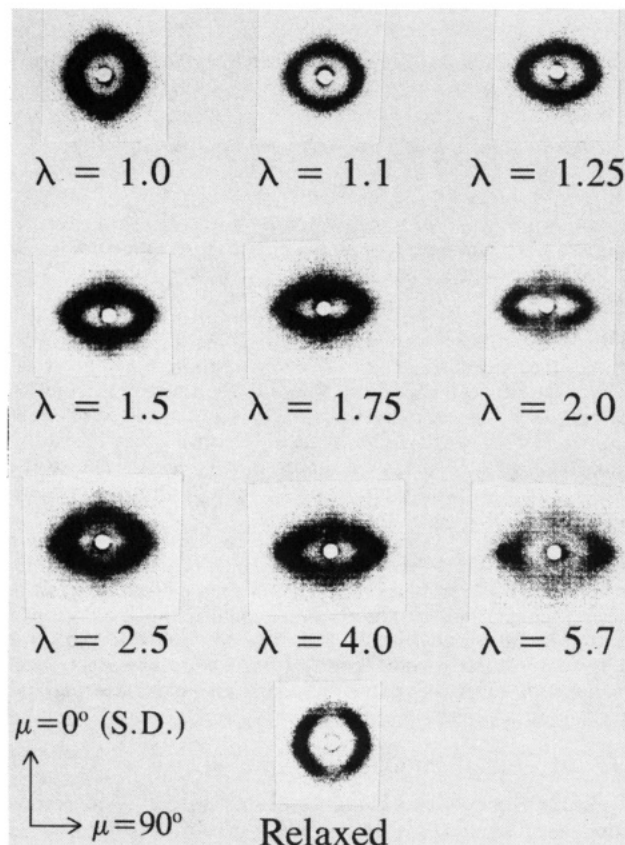 λ = 1.0 λ = 1.1 λ = 1.25
λ = 1.5 λ = 1.75 λ = 2.0
λ = 2.5 λ = 4.0 λ = 5.7
μ=0° (S.D.)
μ=90° Relaxed